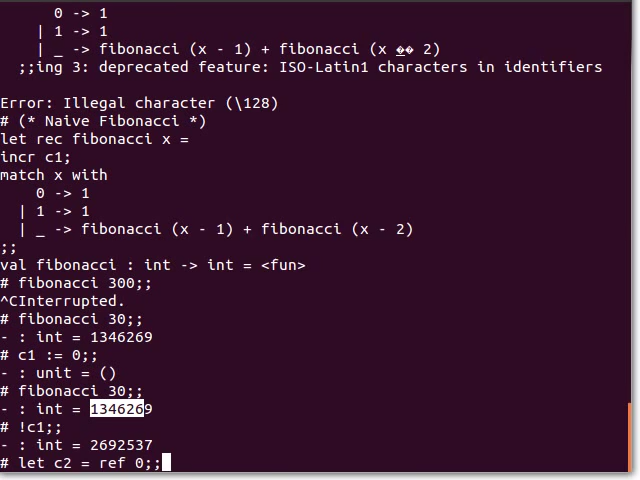 0 -> 1
| 1 -> 1
| _ -> fibonacci (x - 1) + fibonacci (x �� 2)
;;ing 3: deprecated feature: ISO-Latin1 characters in identifiers
Error: Illegal character (\128)
# (* Naive Fibonacci *)
let rec fibonacci x =
incr c1;
match x with
0 -> 1
| 1 -> 1
| _ -> fibonacci (x - 1) + fibonacci (x - 2)
;;
val fibonacci : int -> int = <fun>
# fibonacci 300;;
^CInterrupted.
# fibonacci 30;;
- : int = 1346269
# c1 := 0;;
- : unit = ()
# fibonacci 30;;
- : int = 1346269
# !c1;;
- : int = 2692537
# let c2 = ref 0;;